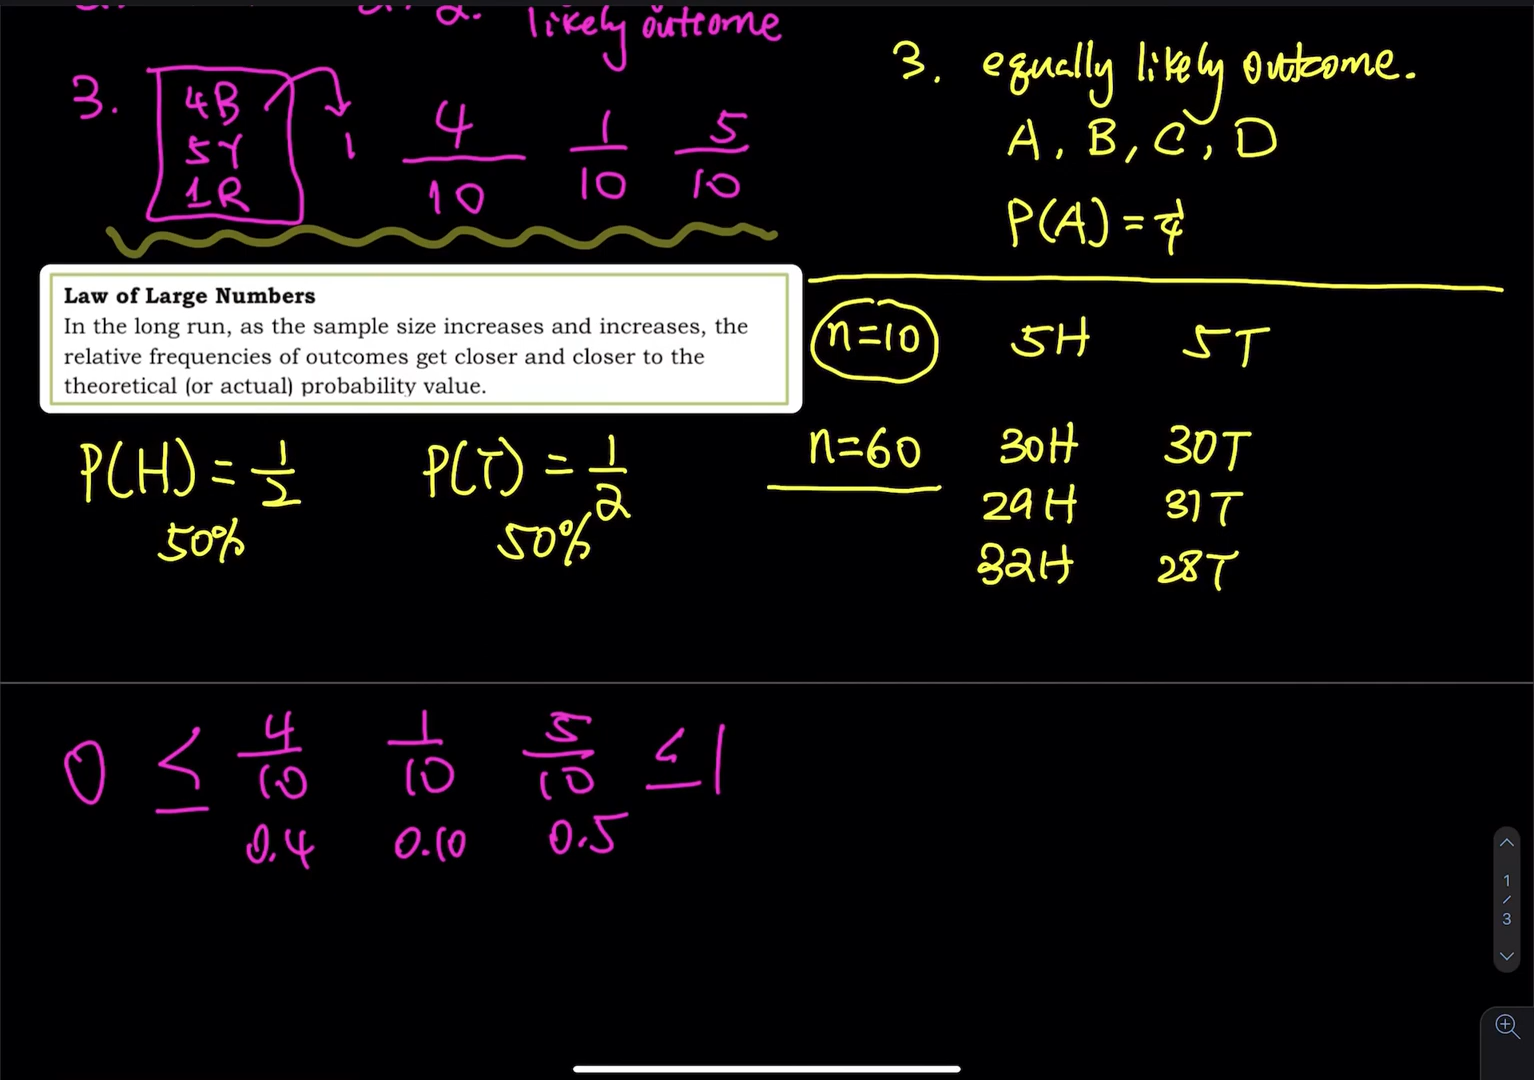 likely outcome
3.
4B
5Y
1R
1
4/10 1/10 5/10
3. equally likely outcome.
A, B, C, D
P(A) = 1/4
Law of Large Numbers
In the long run, as the sample size increases and increases, the
relative frequencies of outcomes get closer and closer to the
theoretical (or actual) probability value.
P(H) = 1/2 P(T) = 1/2
50% 50%
n=10 5H 5T
n=60 30H 30T
29H 31T
32H 28T
0 ≤ 4/10 1/10 5/10 ≤ 1
0.4 0.10 0.5
1
/
3